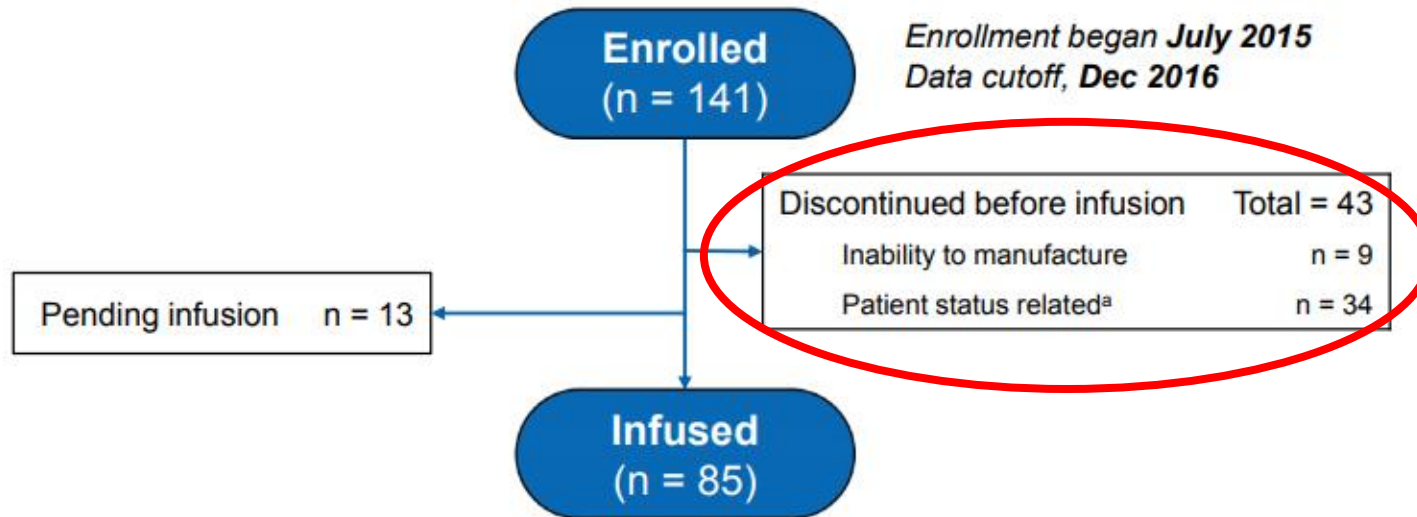 Enrolled
(n = 141)
Enrollment began July 2015
Data cutoff, Dec 2016
Discontinued before infusion Total = 43
Inability to manufacture n = 9
Patient status relatedᵃ n = 34
Pending infusion n = 13
Infused
(n = 85)